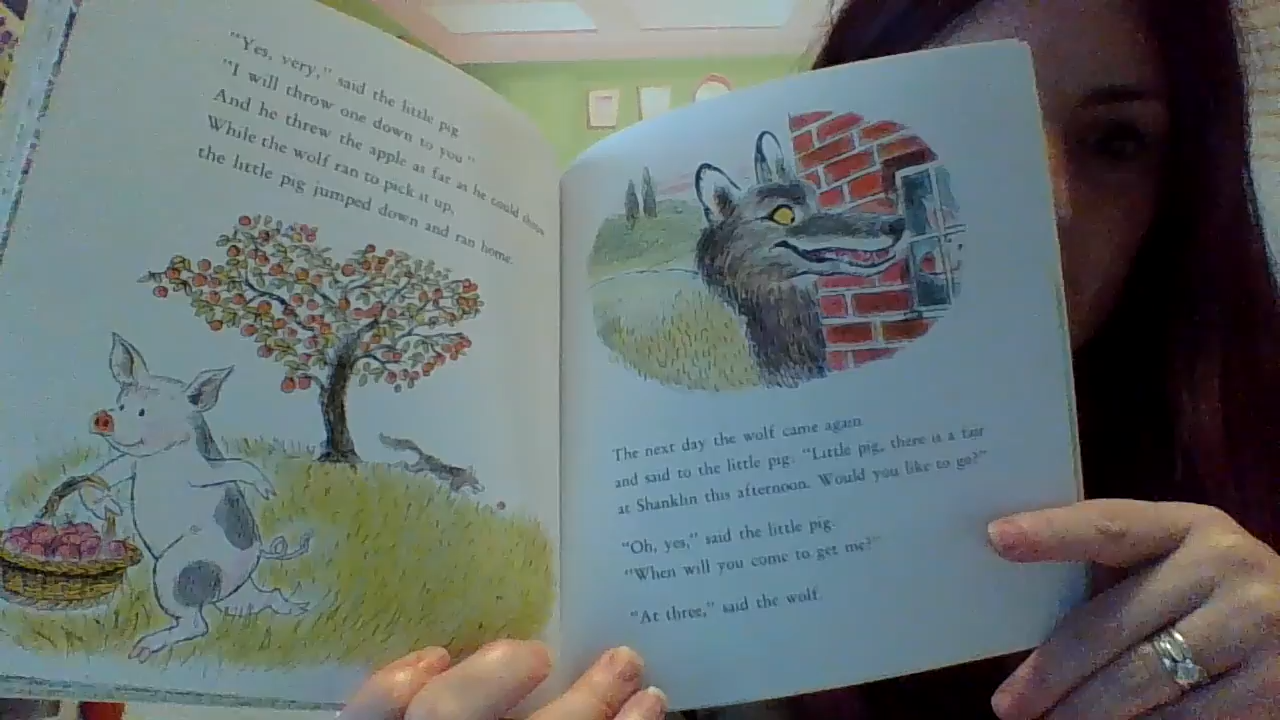 "Yes, very," said the little pig.
"I will throw one down to you."
And he threw the apple as far as he could throw.
While the wolf ran to pick it up,
the little pig jumped down and ran home.
The next day the wolf came again
and said to the little pig: "Little pig, there is a fair
at Shanklin this afternoon. Would you like to go?"
"Oh, yes," said the little pig.
"When will you come to get me?"
"At three," said the wolf.